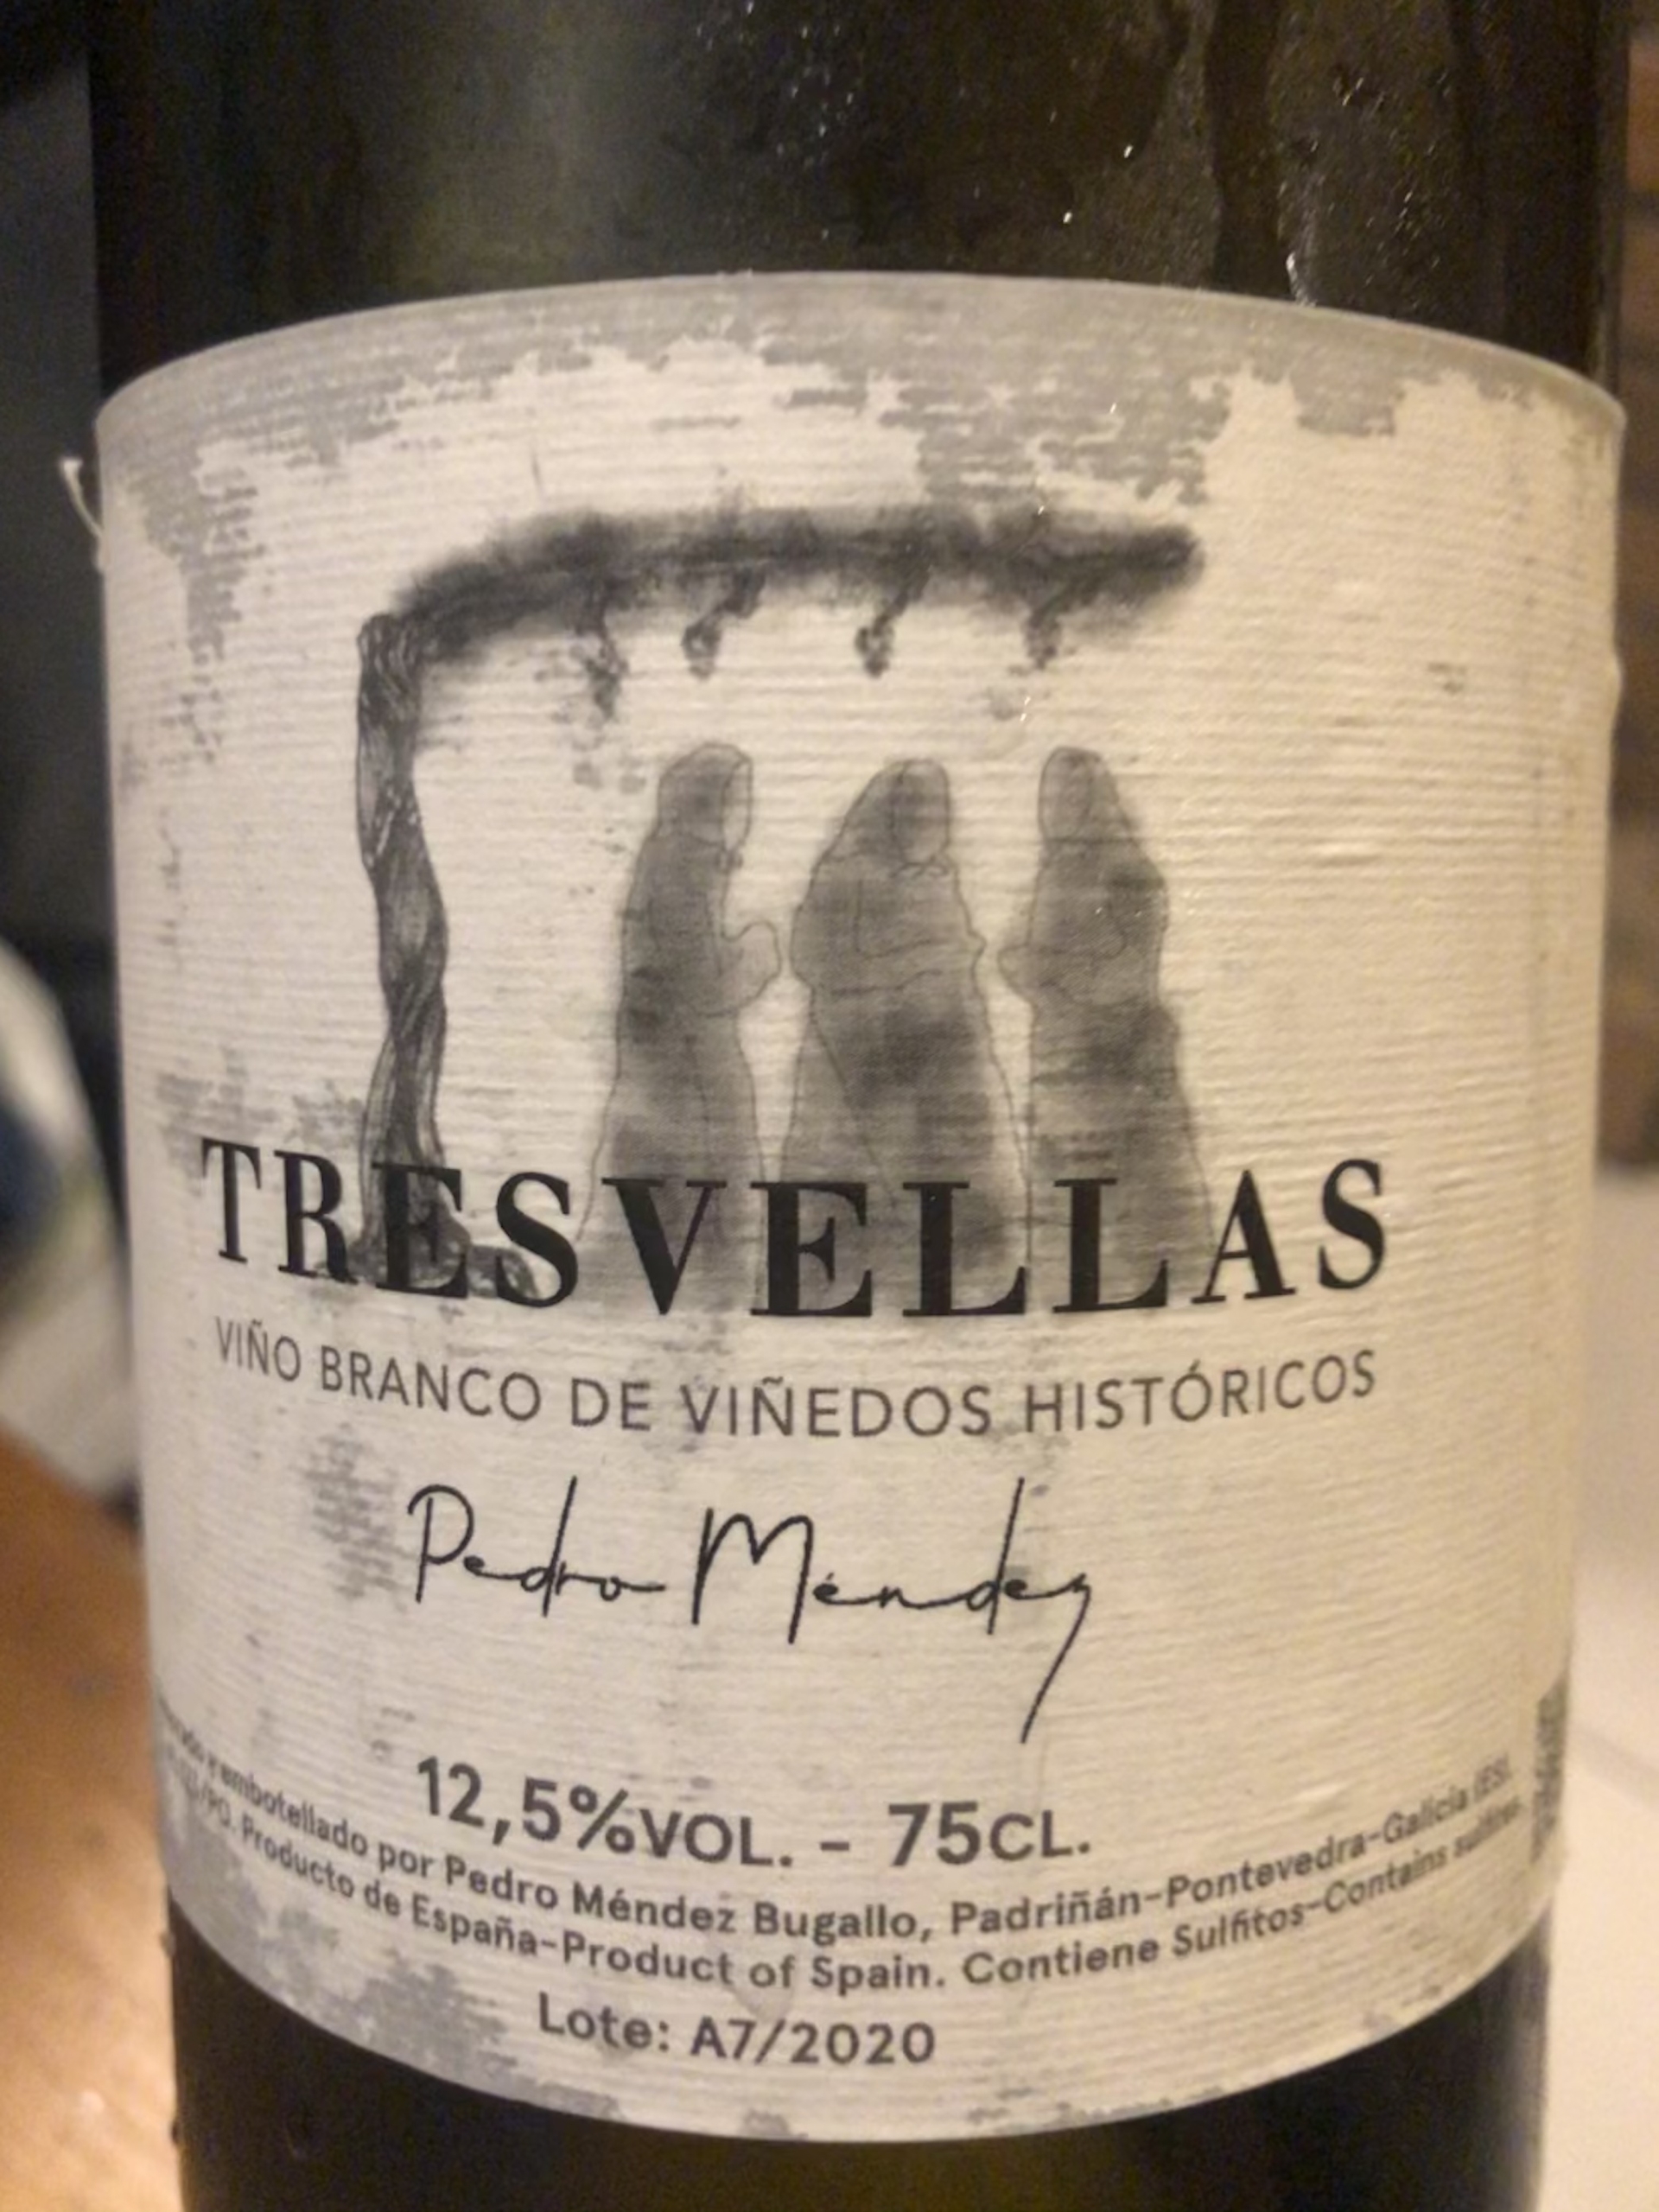 TRESVELLAS
VIÑO BRANCO DE VIÑEDOS HISTÓRICOS
Pedro Méndez
12,5%VOL. - 75CL.
embotellado por Pedro Méndez Bugallo, Padriñán-Pontevedra-Galicia (ES).
Producto de España-Product of Spain. Contiene Sulfitos-Contains sulfites.
Lote: A7/2020